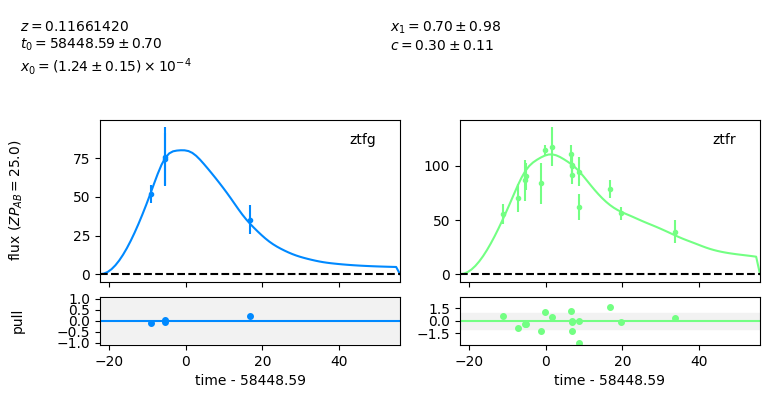 z = 0.11661420
t₀ = 58448.59 ± 0.70
x₀ = (1.24 ± 0.15) × 10⁻⁴
x₁ = 0.70 ± 0.98
c = 0.30 ± 0.11
flux (ZP_{AB} = 25.0)
ztfg
75
50
25
0
ztfr
100
50
0
pull
1.0
0.5
0.0
−0.5
−1.0
−20 0 20 40
time - 58448.59
1.5
0.0
−1.5
−20 0 20 40
time - 58448.59